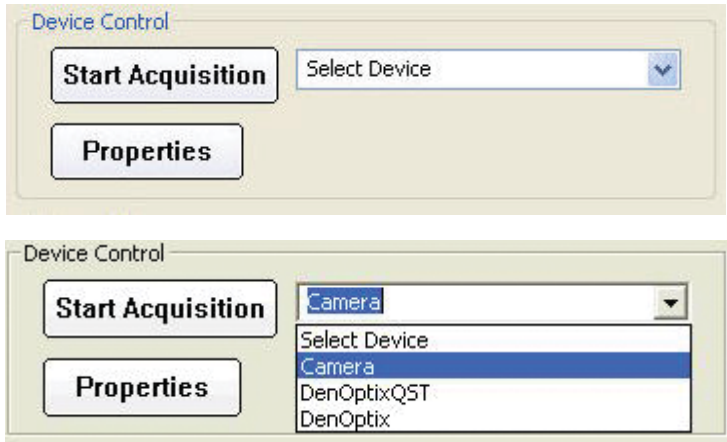 Device Control
Start Acquisition Select Device
Properties
Device Control
Start Acquisition Camera
Select Device
Camera
Properties DenOptixQST
DenOptix